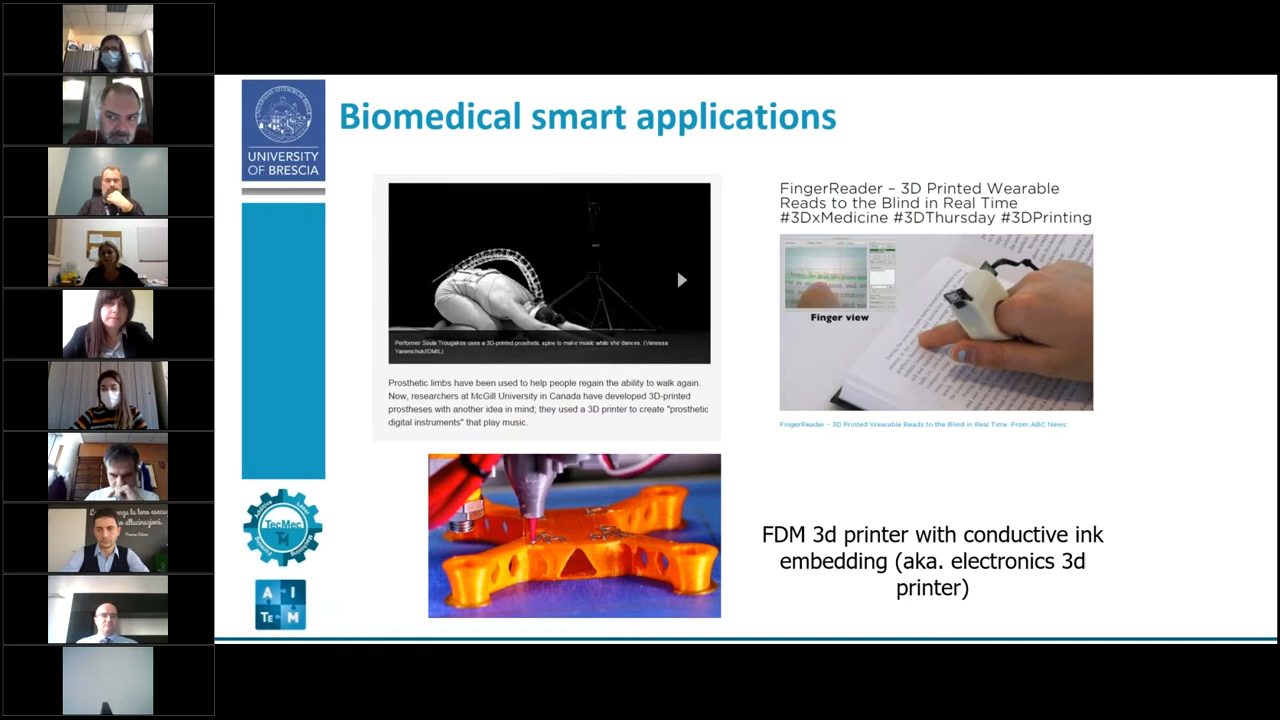 Biomedical smart applications
UNIVERSITY
OF BRESCIA
Performer Soula Trougakos uses a 3D-printed prosthetic spine to make music while she dances. (Vanessa
Yaremchuk/IDMIL)
Prosthetic limbs have been used to help people regain the ability to walk again.
Now, researchers at McGill University in Canada have developed 3D-printed
prostheses with another idea in mind; they used a 3D printer to create "prosthetic
digital instruments" that play music.
FingerReader – 3D Printed Wearable
Reads to the Blind in Real Time
#3DxMedicine #3DThursday #3DPrinting
Finger view
FingerReader – 3D Printed Wearable Reads to the Blind in Real Time. From ABC News:
FDM 3d printer with conductive ink
embedding (aka. electronics 3d
printer)
TecMec
A I
Te M